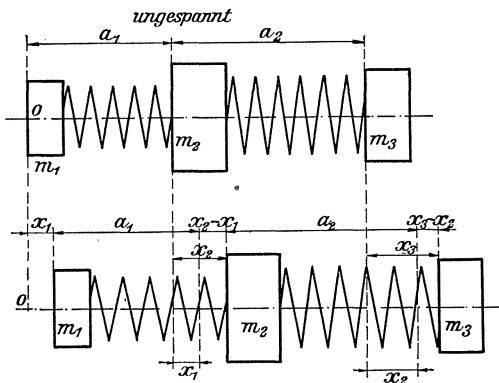 ungespannt
a₁ a₂
0
m₁ m₂ m₃
x₁ a₁ x₂-x₁ a₂ x₃-x₂
x₂ x₃
0
m₁ m₂ m₃
x₁ x₂